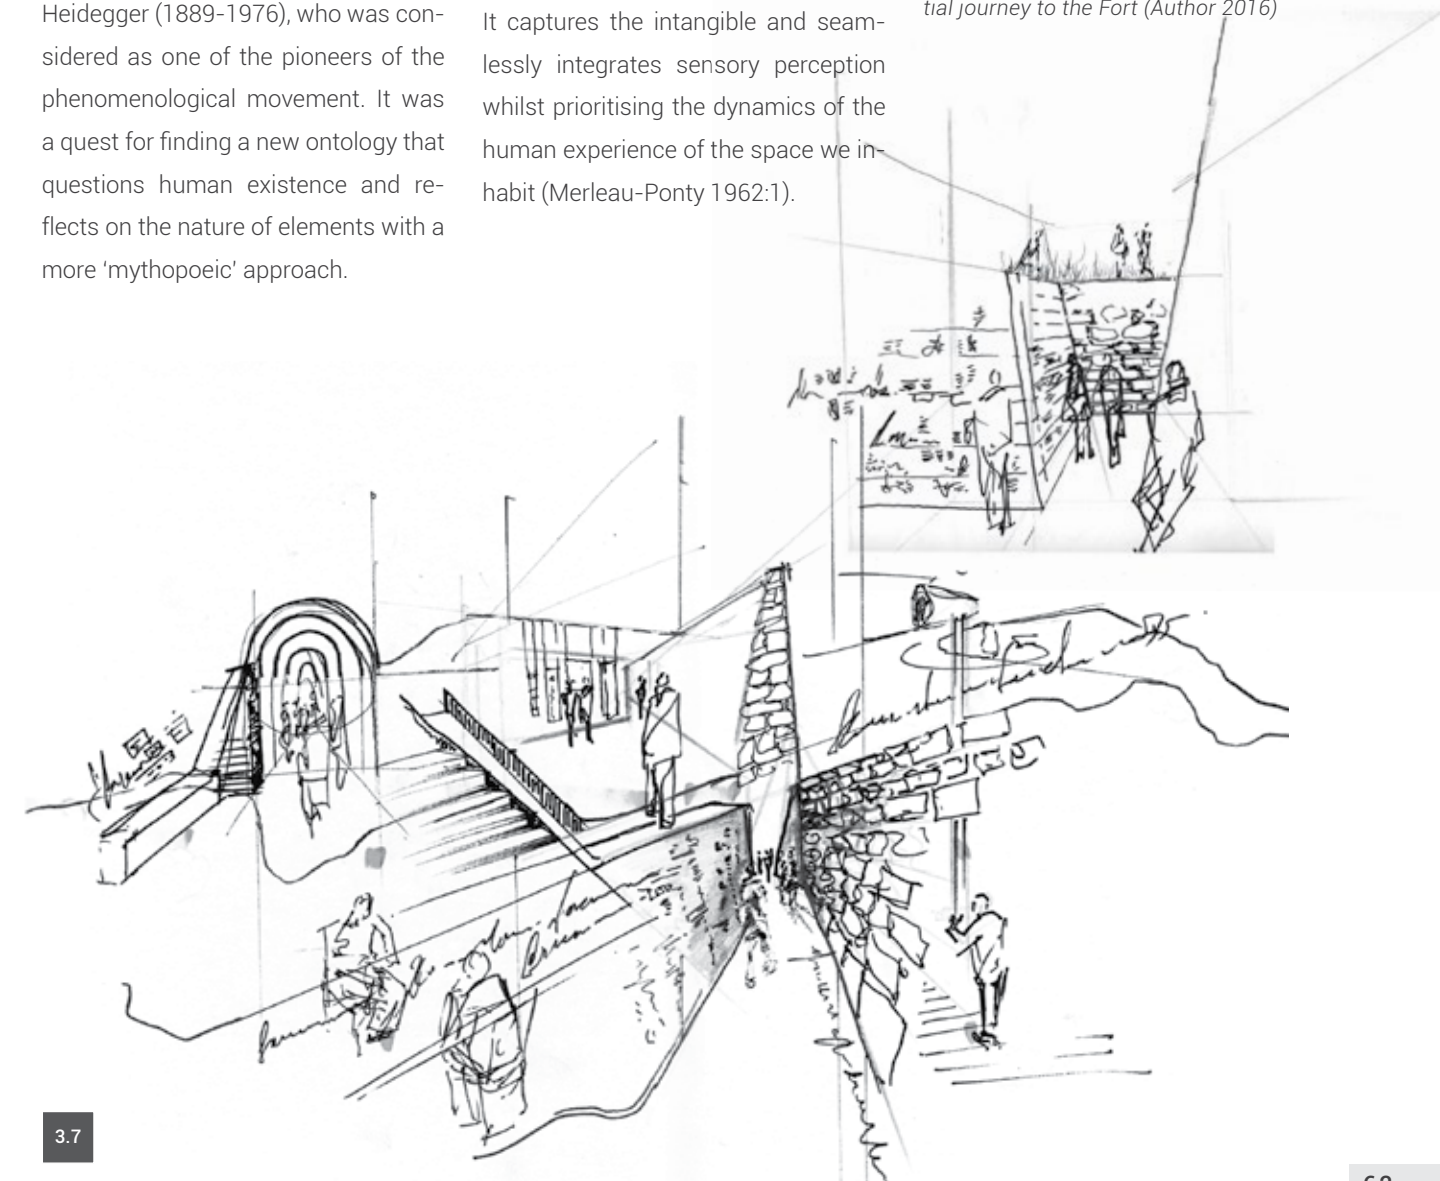 Heidegger (1889-1976), who was con-
sidered as one of the pioneers of the
phenomenological movement. It was
a quest for finding a new ontology that
questions human existence and re-
flects on the nature of elements with a
more ‘mythopoeic’ approach.
It captures the intangible and seam-
lessly integrates sensory perception
whilst prioritising the dynamics of the
human experience of the space we in-
habit (Merleau-Ponty 1962:1).
tial journey to the Fort (Author 2016)
3.7